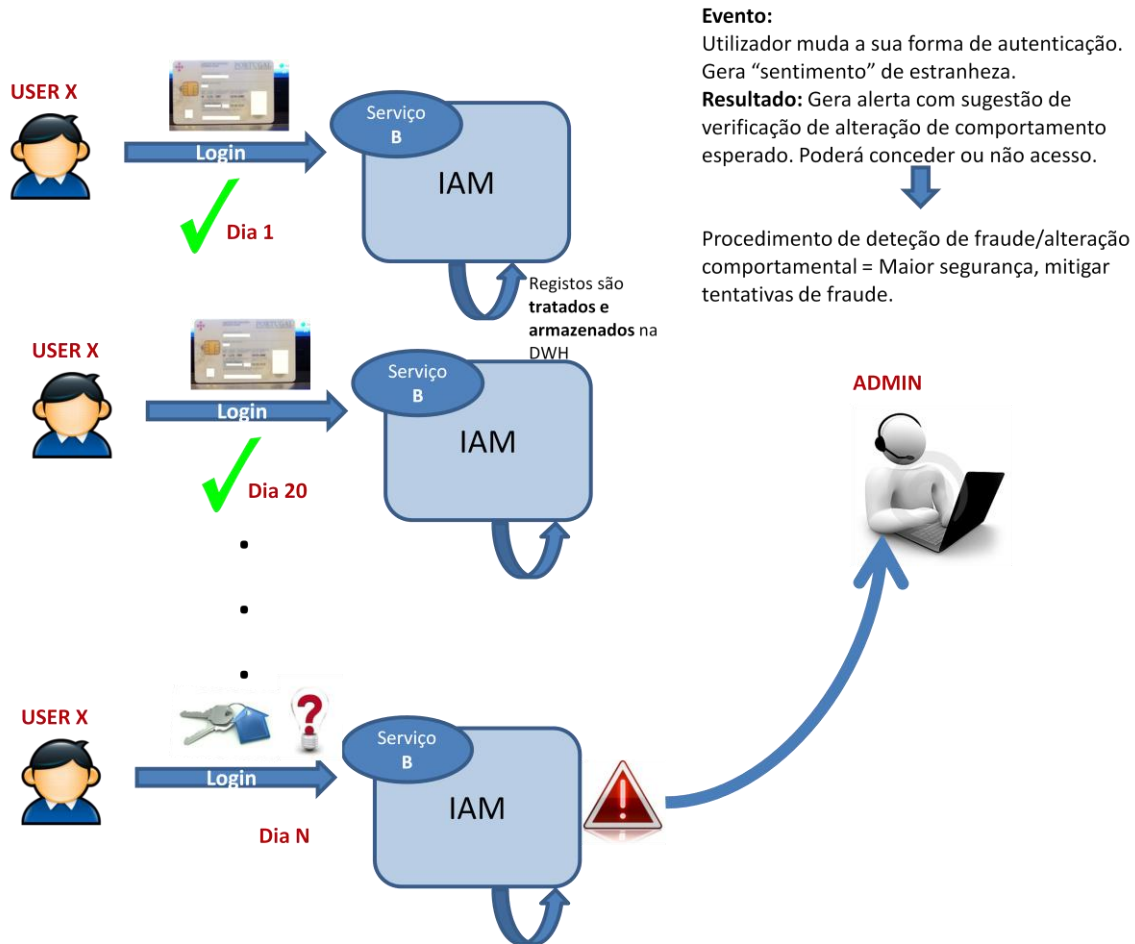 Evento:
Utilizador muda a sua forma de autenticação.
Gera “sentimento” de estranheza.
Resultado: Gera alerta com sugestão de
verificação de alteração de comportamento
esperado. Poderá conceder ou não acesso.
Procedimento de deteção de fraude/alteração
comportamental = Maior segurança, mitigar
tentativas de fraude.
USER X
PORTUGAL
Login
Serviço
B
IAM
Dia 1
Registos são
tratados e
armazenados na
DWH
USER X
PORTUGAL
Login
Serviço
B
IAM
Dia 20
ADMIN
USER X
?
Login
Serviço
B
IAM
!
Dia N